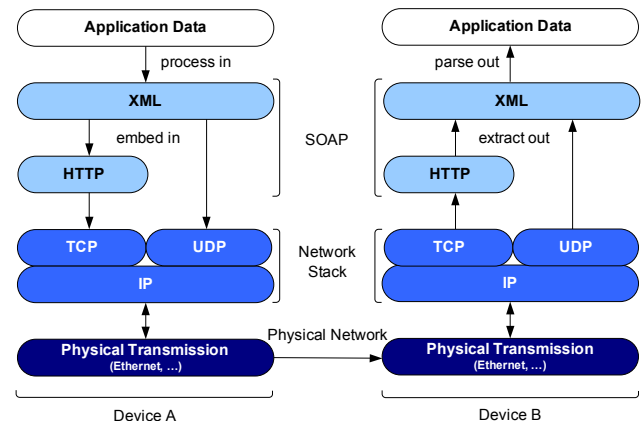 Application Data
process in
XML
embed in
HTTP
TCP
UDP
IP
Physical Transmission
(Ethernet, ...)
Device A
SOAP
Network
Stack
Physical Network
Application Data
parse out
XML
extract out
HTTP
TCP
UDP
IP
Physical Transmission
(Ethernet, ...)
Device B